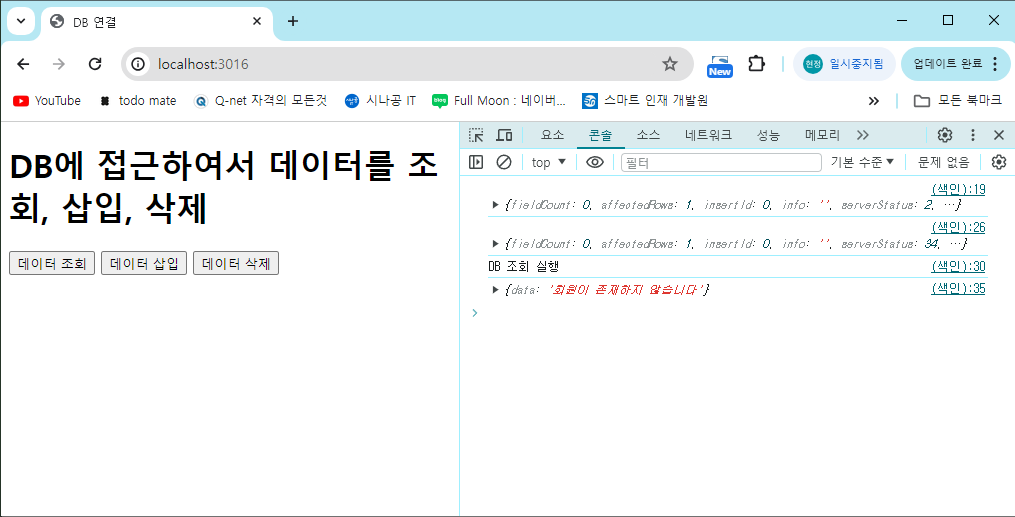 DB 연결
localhost:3016
New
현정
일시중지됨
업데이트 완료
YouTube
todo mate
Q-net 자격의 모든것
시나공 IT
blog
Full Moon : 네이버...
스마트 인재 개발원
모든 북마크
DB에 접근하여서 데이터를 조
회, 삽입, 삭제
데이터 조회 데이터 삽입 데이터 삭제
요소 콘솔 소스 네트워크 성능 메모리
top 필터 기본 수준 문제 없음
(색인):19
{fieldCount: 0, affectedRows: 1, insertId: 0, info: '', serverStatus: 2, …}
(색인):26
{fieldCount: 0, affectedRows: 1, insertId: 0, info: '', serverStatus: 34, …}
DB 조회 실행 (색인):30
{data: '회원이 존재하지 않습니다'} (색인):35